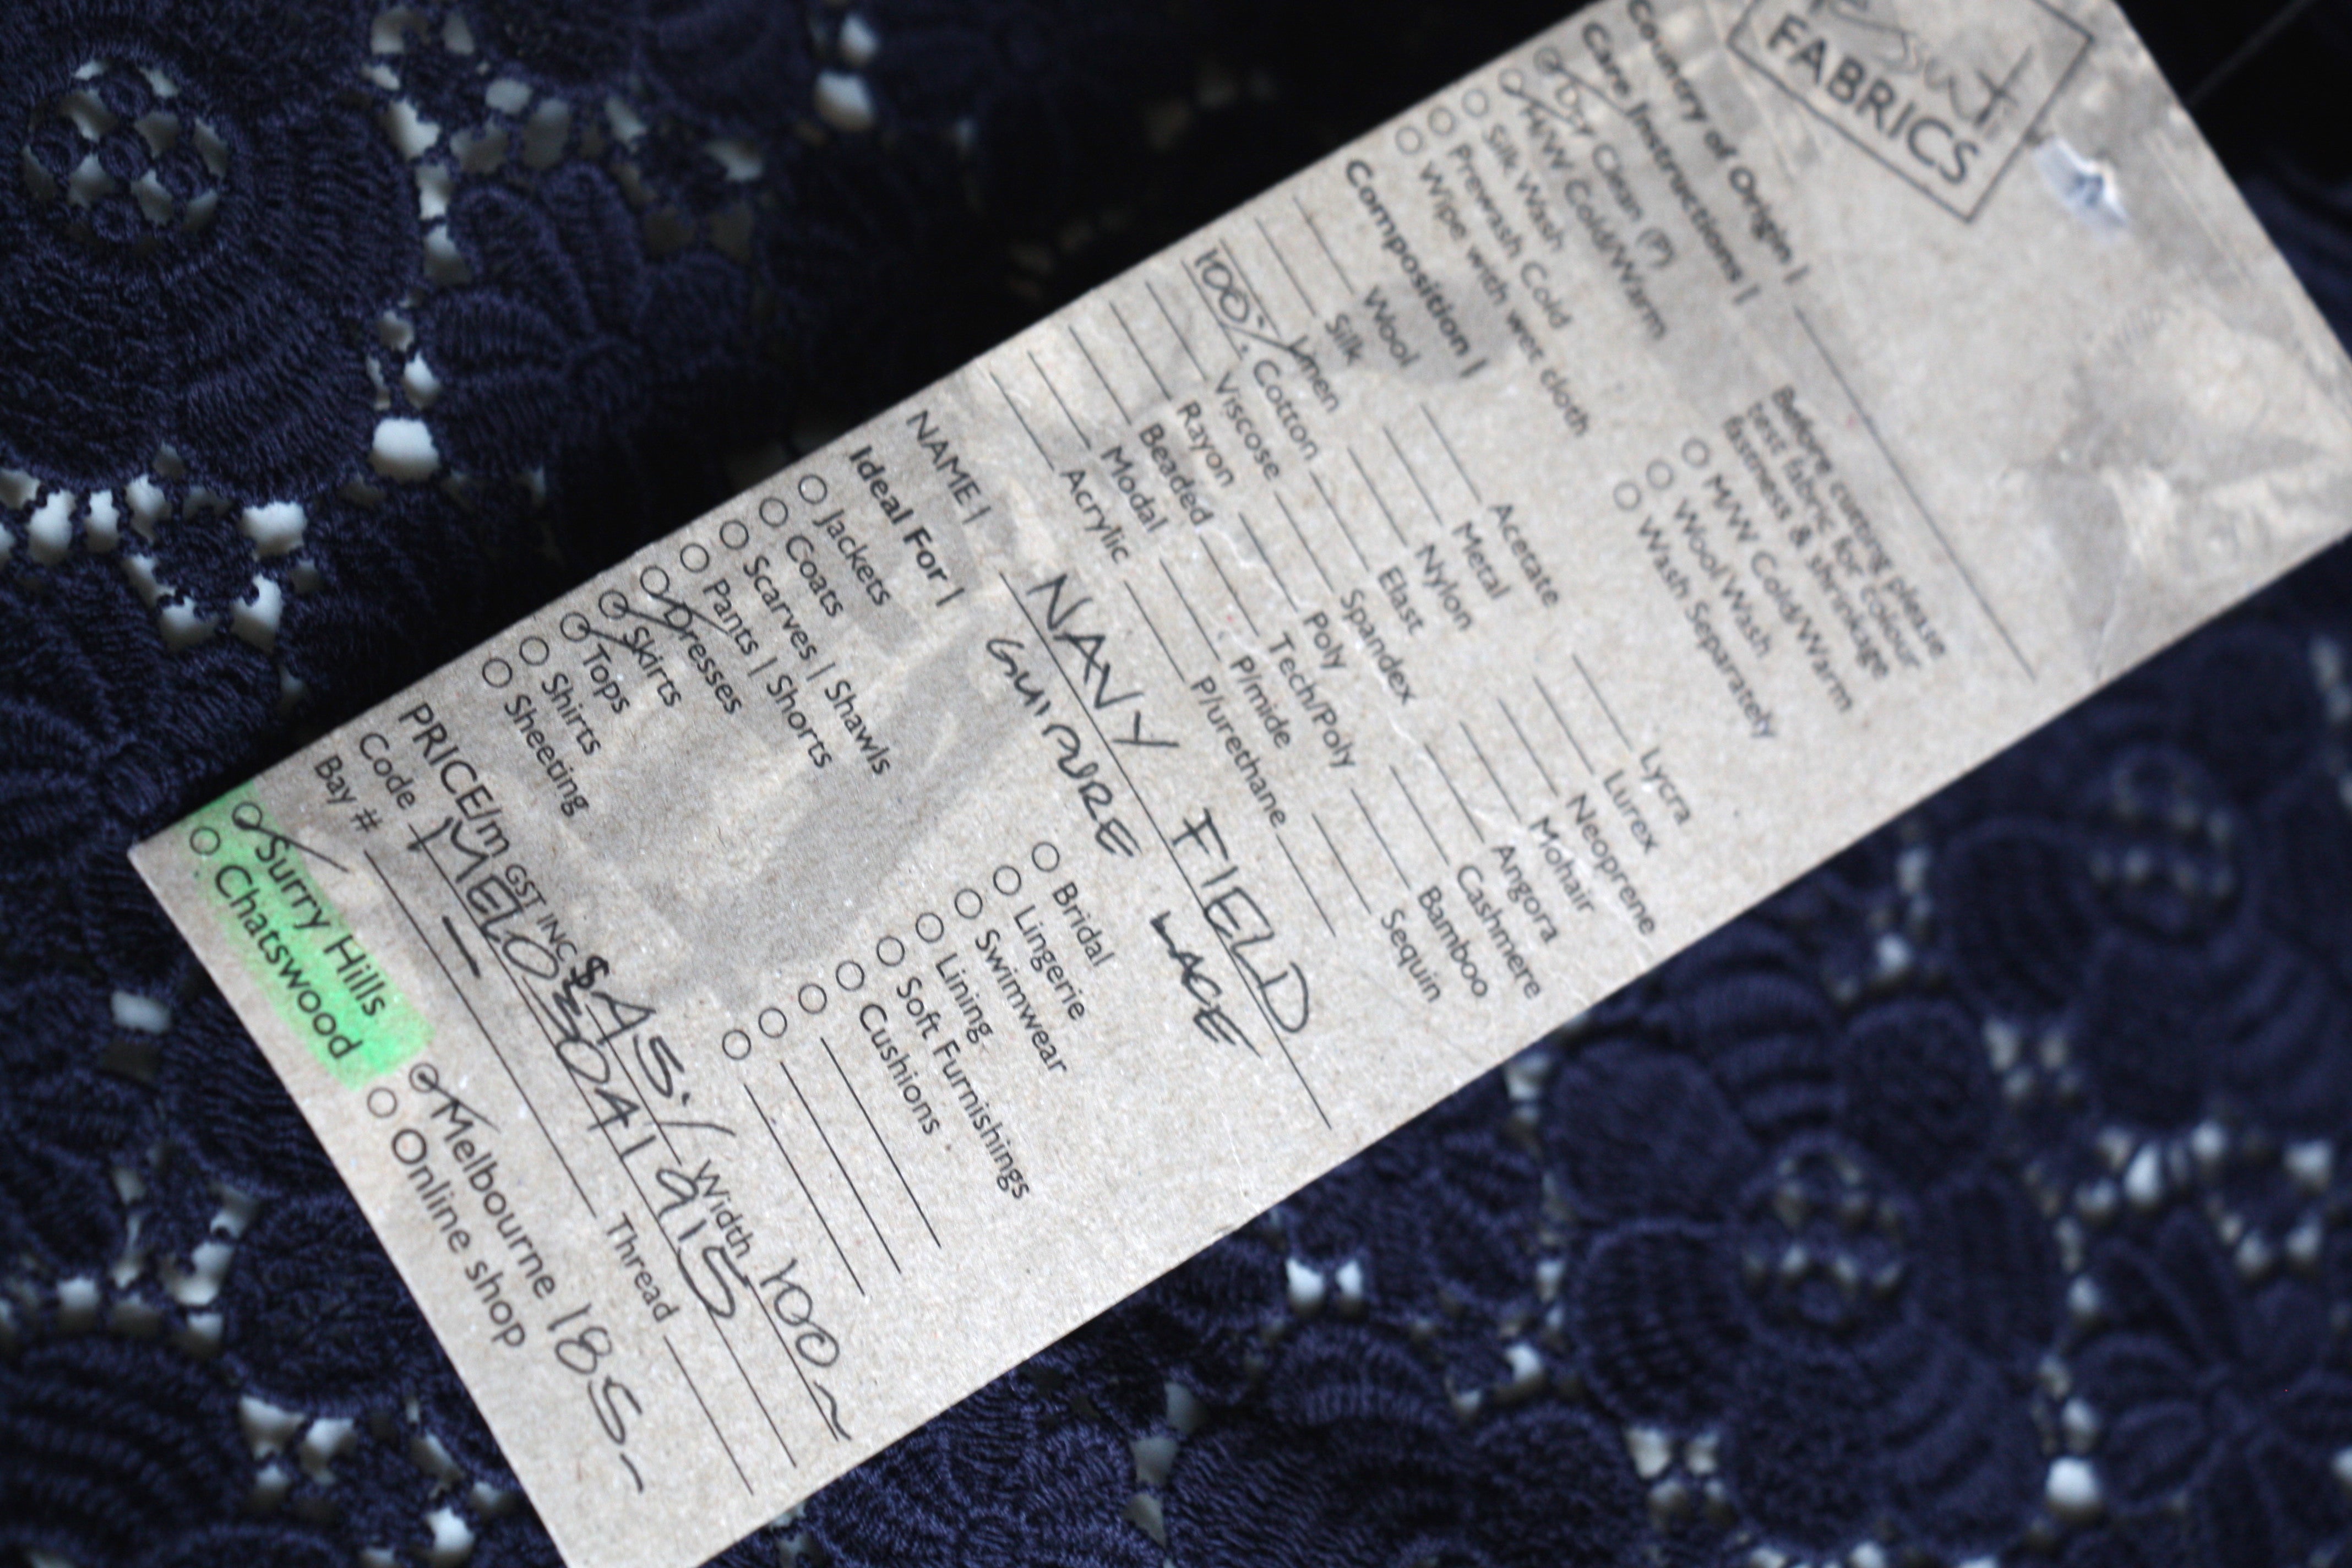 FABRICS
Country of Origin |
Before cutting please
test fabric for colour
fastness & shrinkage
Care Instructions |
Dry Clean (P)
M/W Cold/Warm
Silk Wash
Prewash Cold
Wipe with wet cloth
M/W Cold/Warm
Wool Wash
Wash Separately
Composition |
Wool
Silk
Linen
100% Cotton
Viscose
Rayon
Beaded
Modal
Acrylic
Acetate
Metal
Nylon
Elast
Spandex
Poly
Tech/Poly
P/mide
P/urethane
Lycra
Lurex
Neoprene
Mohair
Angora
Cashmere
Bamboo
Sequin
NAME | NAVY FIELD
GUIPURE LACE
Ideal For |
Jackets
Coats
Scarves | Shawls
Pants | Shorts
Dresses
Skirts
Tops
Shirts
Sheeting
Bridal
Lingerie
Swimwear
Lining
Soft Furnishings
Cushions
PRICE/m GST INC $45. Width 100
Code
Bay # Thread
Surry Hills
Chatswood
Melbourne 185
Online shop